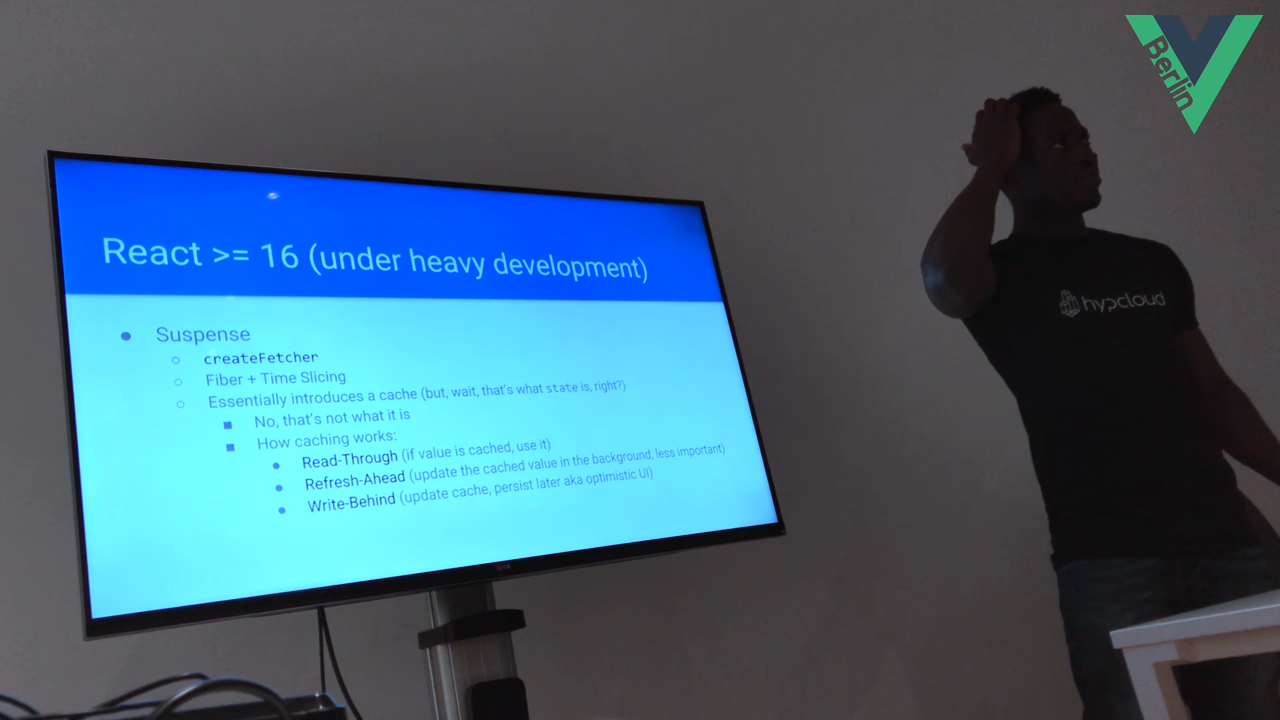 Berlin
React >= 16 (under heavy development)
Suspense
createFetcher
Fiber + Time Slicing
Essentially introduces a cache (but, wait, that's what state is, right?)
No, that's not what it is
How caching works:
Read-Through (if value is cached, use it)
Refresh-Ahead (update the cached value in the background, less important)
Write-Behind (update cache, persist later aka optimistic UI)
hypcloud
LG